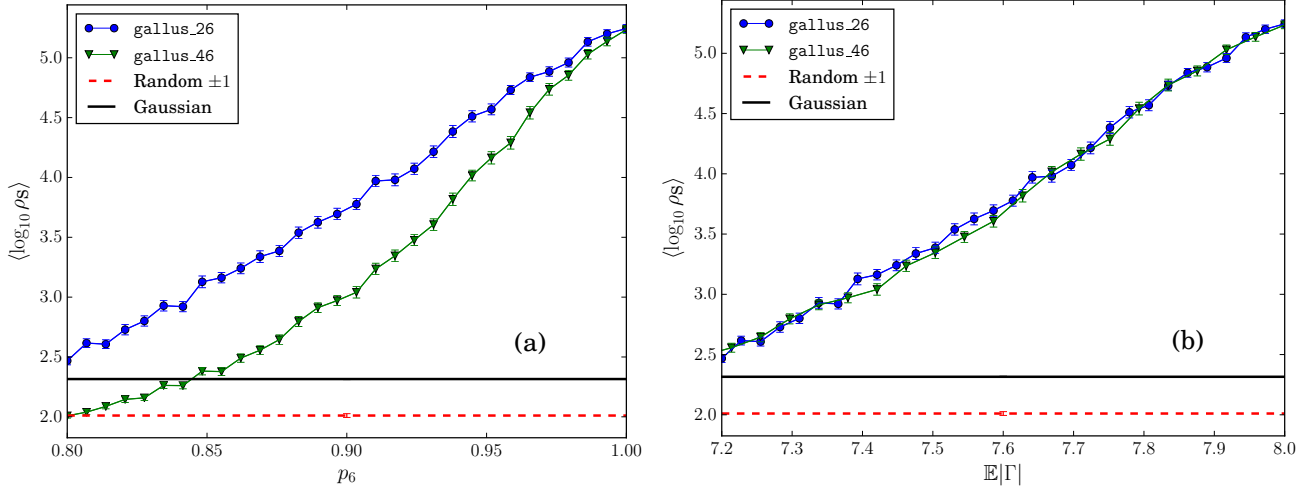 gallus_26
gallus_46
Random ±1
Gaussian
5.0
4.5
4.0
3.5
3.0
2.5
2.0
⟨log₁₀ ρS⟩
(a)
0.80
0.85
0.90
0.95
1.00
p₆
gallus_26
gallus_46
Random ±1
Gaussian
5.0
4.5
4.0
3.5
3.0
2.5
2.0
⟨log₁₀ ρS⟩
(b)
7.2
7.3
7.4
7.5
7.6
7.7
7.8
7.9
8.0
𝔼|Γ|